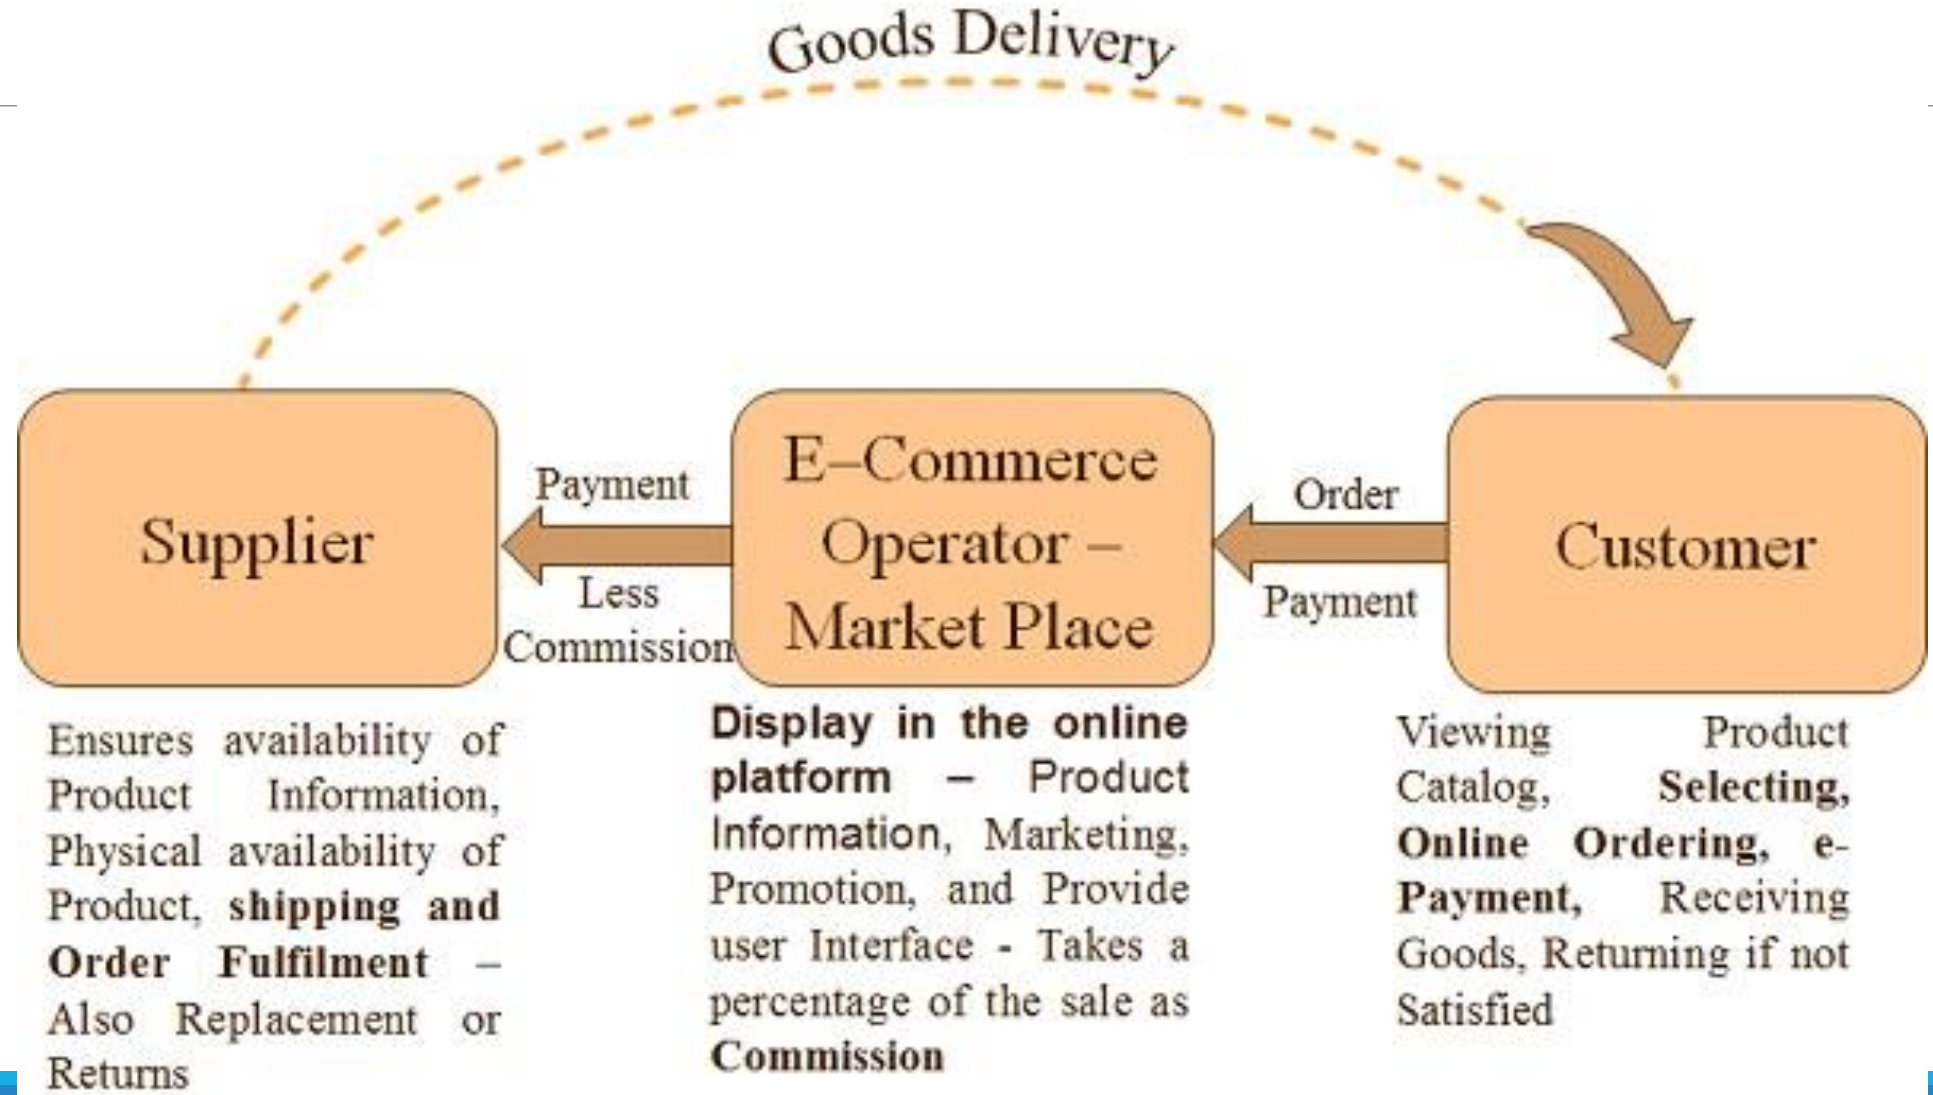 Goods Delivery
Supplier
Payment
Less
Commission
E–Commerce
Operator –
Market Place
Order
Payment
Customer
Ensures availability of
Product Information,
Physical availability of
Product, shipping and
Order Fulfilment –
Also Replacement or
Returns
Display in the online
platform – Product
Information, Marketing,
Promotion, and Provide
user Interface - Takes a
percentage of the sale as
Commission
Viewing Product
Catalog, Selecting,
Online Ordering, e-
Payment, Receiving
Goods, Returning if not
Satisfied